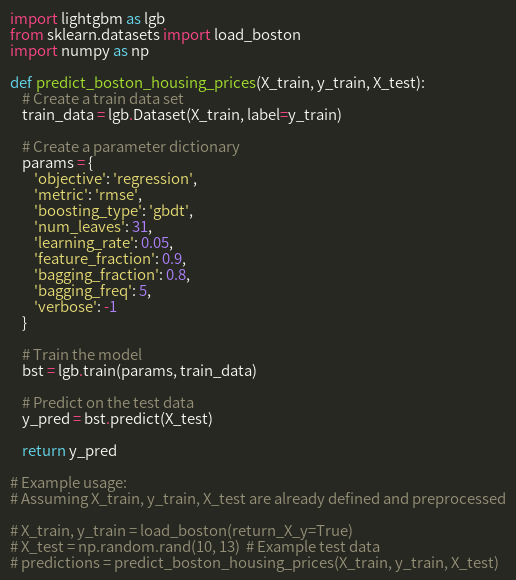 import lightgbm as lgb
from sklearn.datasets import load_boston
import numpy as np

def predict_boston_housing_prices(X_train, y_train, X_test):
    # Create a train data set
    train_data = lgb.Dataset(X_train, label=y_train)

    # Create a parameter dictionary
    params = {
        'objective': 'regression',
        'metric': 'rmse',
        'boosting_type': 'gbdt',
        'num_leaves': 31,
        'learning_rate': 0.05,
        'feature_fraction': 0.9,
        'bagging_fraction': 0.8,
        'bagging_freq': 5,
        'verbose': -1
    }

    # Train the model
    bst = lgb.train(params, train_data)

    # Predict on the test data
    y_pred = bst.predict(X_test)

    return y_pred

# Example usage:
# Assuming X_train, y_train, X_test are already defined and preprocessed

# X_train, y_train = load_boston(return_X_y=True)
# X_test = np.random.rand(10, 13)  # Example test data
# predictions = predict_boston_housing_prices(X_train, y_train, X_test)